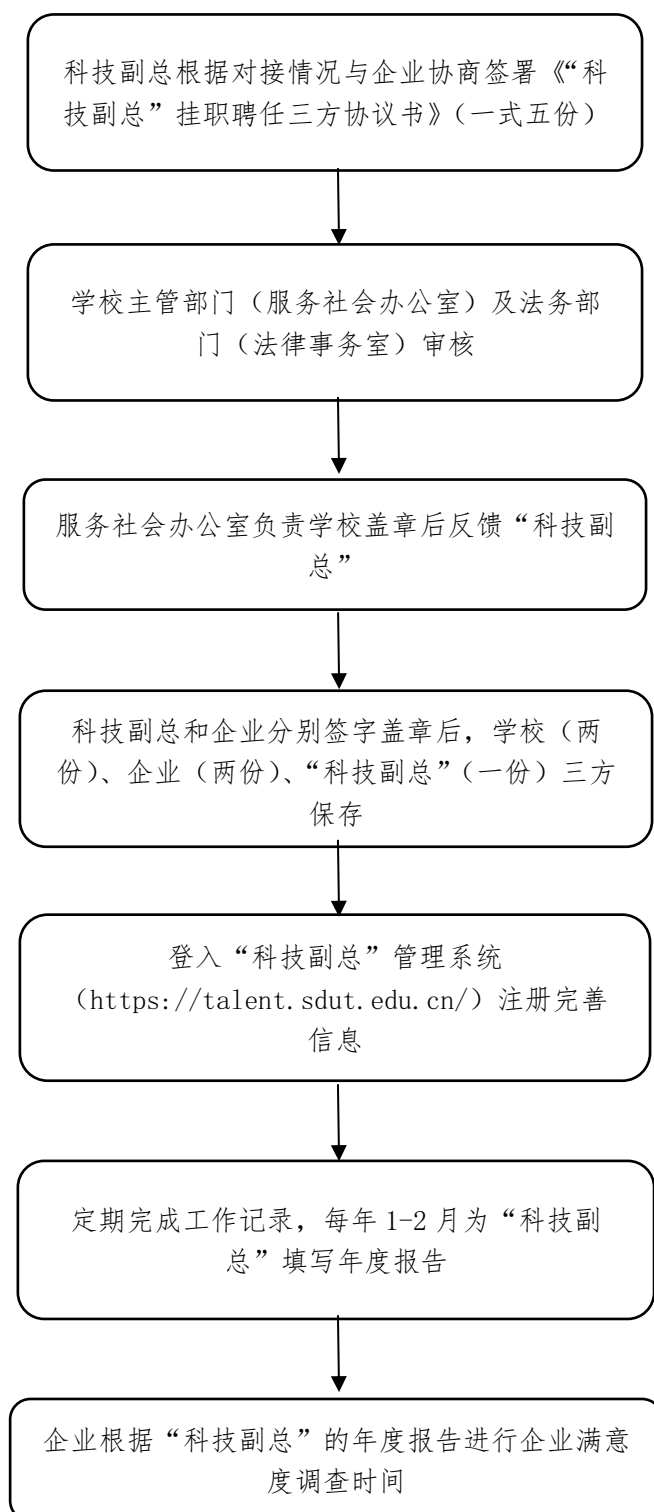 科技副总根据对接情况与企业协商签署《“科
技副总”挂职聘任三方协议书》（一式五份）
学校主管部门（服务社会办公室）及法务部
门（法律事务室）审核
服务社会办公室负责学校盖章后反馈“科技副
总”
科技副总和企业分别签字盖章后，学校（两
份）、企业（两份）、“科技副总”（一份）三方
保存
登入“科技副总”管理系统
（https://talent.sdut.edu.cn/）注册完善
信息
定期完成工作记录，每年 1-2 月为“科技副
总”填写年度报告
企业根据“科技副总”的年度报告进行企业满意
度调查时间